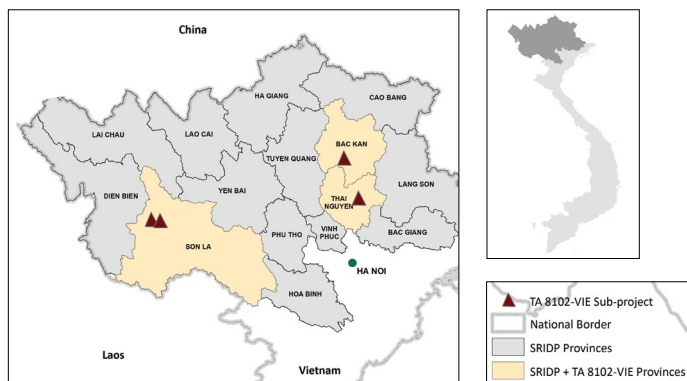 China
HA GIANG
CAO BANG
LAI CHAU
LAO CAI
BAC KAN
TUYEN QUANG
LANG SON
DIEN BIEN
YEN BAI
THAI
NGUYEN
PHU THO
VINH
PHUC
BAC GIANG
SON LA
HA NOI
HOA BINH
Laos
Vietnam
TA 8102-VIE Sub-project
National Border
SRIDP Provinces
SRIDP + TA 8102-VIE Provinces